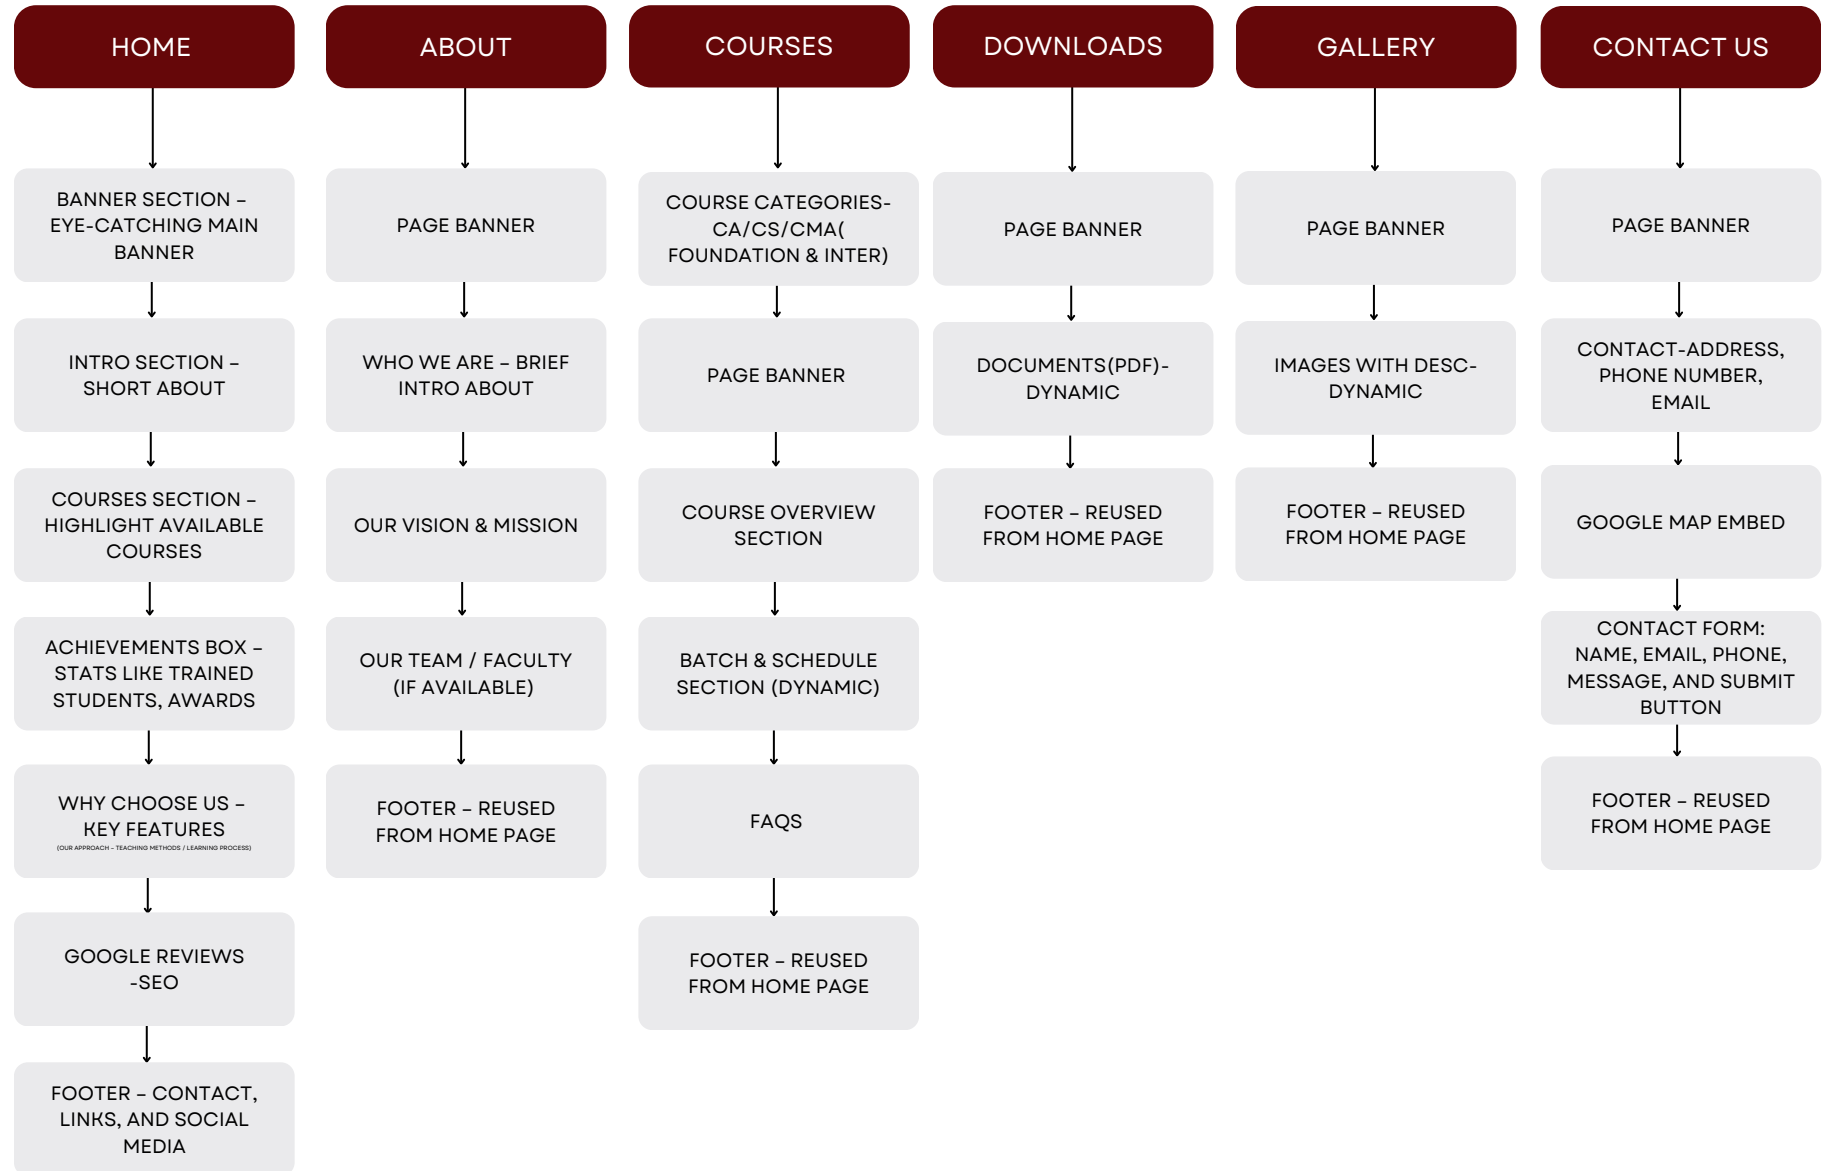 HOME
BANNER SECTION –
EYE-CATCHING MAIN
BANNER
INTRO SECTION –
SHORT ABOUT
COURSES SECTION –
HIGHLIGHT AVAILABLE
COURSES
ACHIEVEMENTS BOX –
STATS LIKE TRAINED
STUDENTS, AWARDS
WHY CHOOSE US –
KEY FEATURES
(OUR APPROACH – TEACHING METHODS / LEARNING PROCESS)
GOOGLE REVIEWS
-SEO
FOOTER – CONTACT,
LINKS, AND SOCIAL
MEDIA
ABOUT
PAGE BANNER
WHO WE ARE – BRIEF
INTRO ABOUT
OUR VISION & MISSION
OUR TEAM / FACULTY
(IF AVAILABLE)
FOOTER – REUSED
FROM HOME PAGE
COURSES
COURSE CATEGORIES-
CA/CS/CMA(
FOUNDATION & INTER)
PAGE BANNER
COURSE OVERVIEW
SECTION
BATCH & SCHEDULE
SECTION (DYNAMIC)
FAQS
FOOTER – REUSED
FROM HOME PAGE
DOWNLOADS
PAGE BANNER
DOCUMENTS(PDF)-
DYNAMIC
FOOTER – REUSED
FROM HOME PAGE
GALLERY
PAGE BANNER
IMAGES WITH DESC-
DYNAMIC
FOOTER – REUSED
FROM HOME PAGE
CONTACT US
PAGE BANNER
CONTACT-ADDRESS,
PHONE NUMBER,
EMAIL
GOOGLE MAP EMBED
CONTACT FORM:
NAME, EMAIL, PHONE,
MESSAGE, AND SUBMIT
BUTTON
FOOTER – REUSED
FROM HOME PAGE